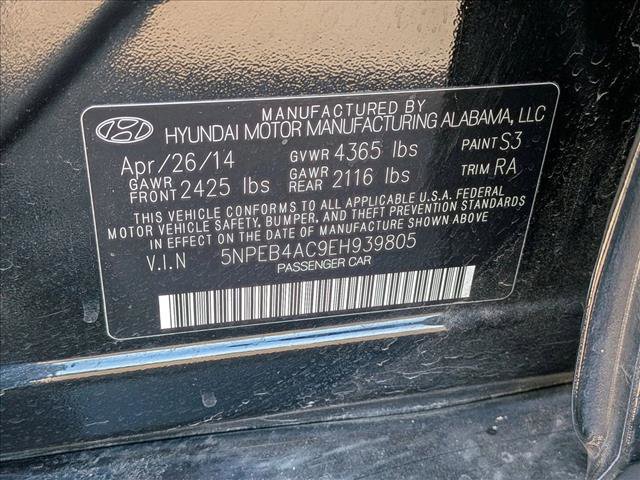 MANUFACTURED BY
HYUNDAI MOTOR MANUFACTURING ALABAMA, LLC
Apr/26/14 GVWR 4365 lbs PAINT S3
GAWR FRONT 2425 lbs GAWR REAR 2116 lbs TRIM RA
THIS VEHICLE CONFORMS TO ALL APPLICABLE U.S.A. FEDERAL
MOTOR VEHICLE SAFETY, BUMPER, AND THEFT PREVENTION STANDARDS
IN EFFECT ON THE DATE OF MANUFACTURE SHOWN ABOVE
V.I.N 5NPEB4AC9EH939805
PASSENGER CAR